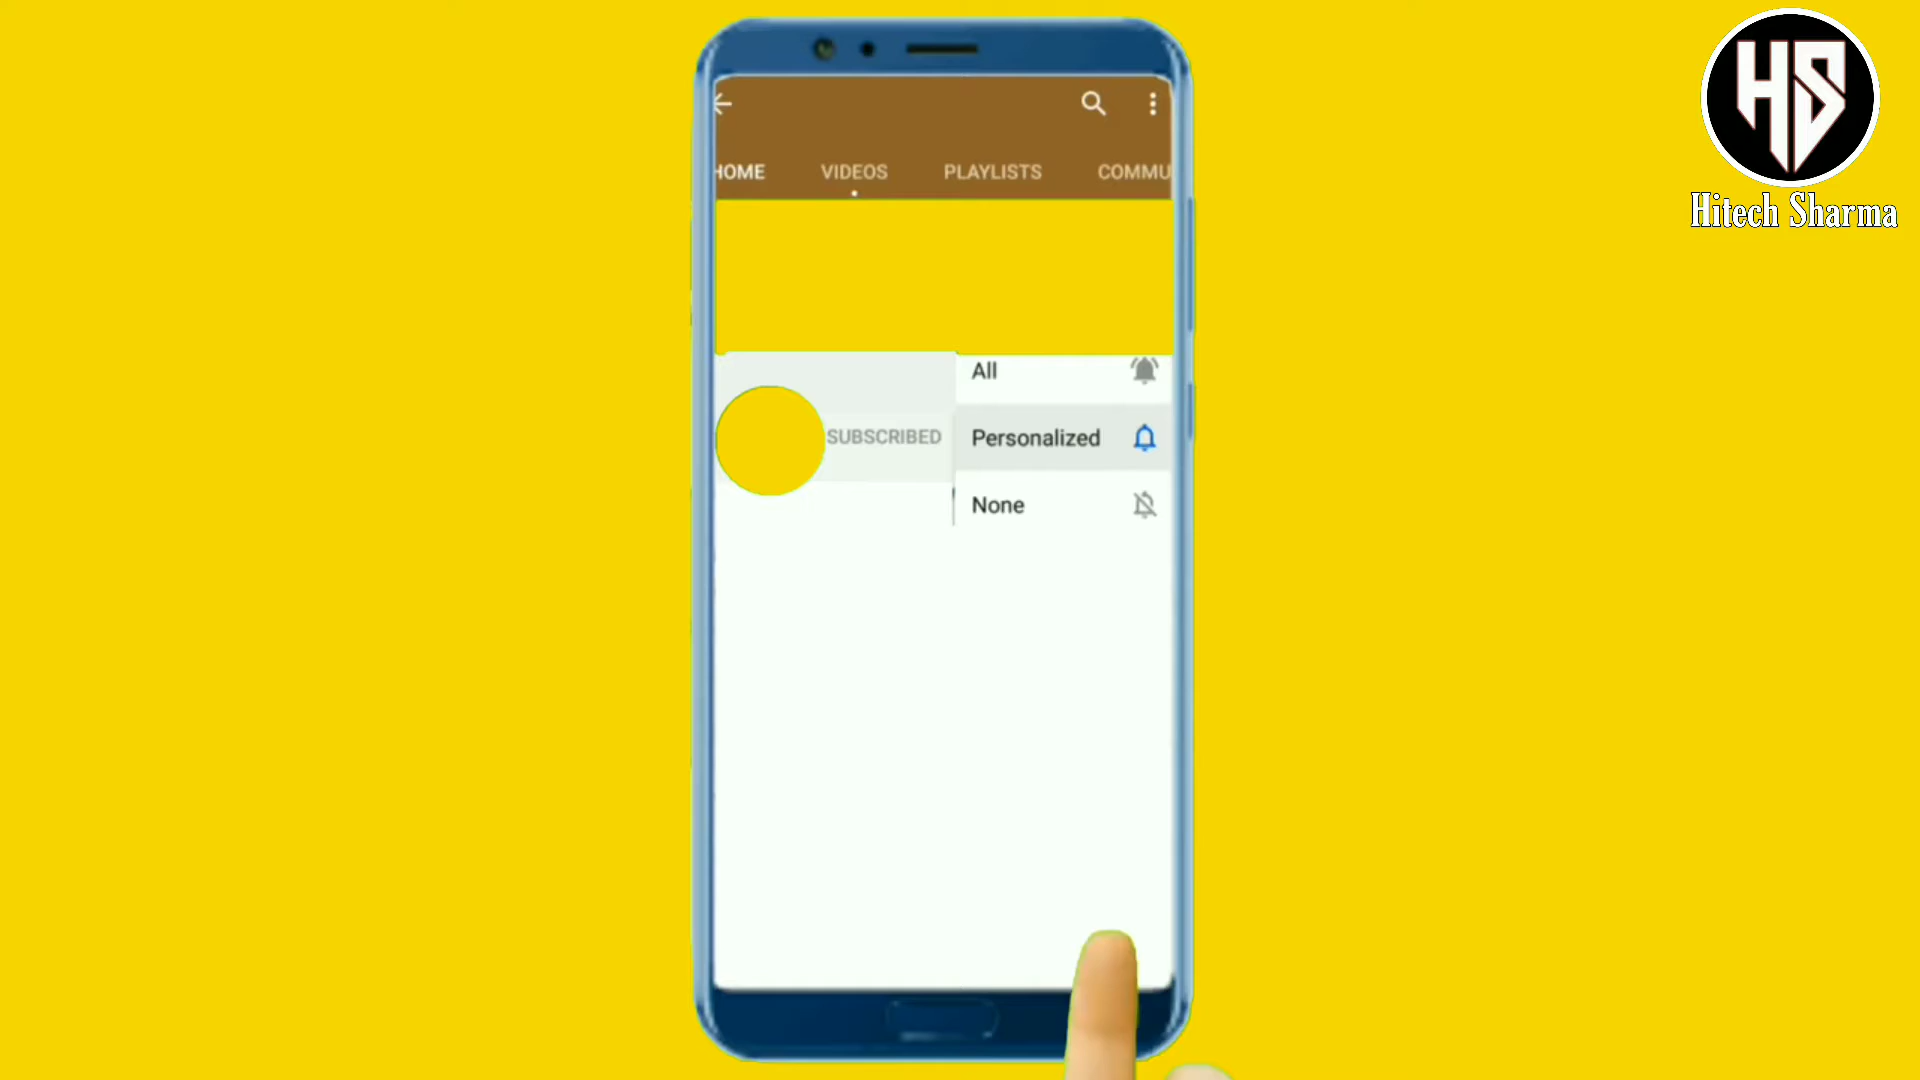 HS
Hitech Sharma
HOME VIDEOS PLAYLISTS COMMU
All
SUBSCRIBED Personalized
None